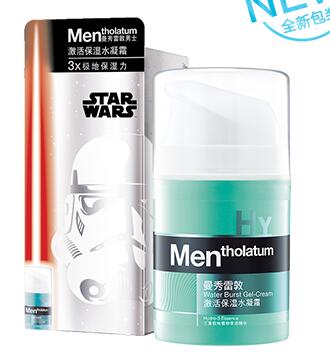 NEW
全新包装
Mentholatum
曼秀雷敦男士
激活保湿水凝霜
3x极地保湿力
STAR
WARS
Hy
Mentholatum
曼秀雷敦
Water Burst Gel-Cream
激活保湿水凝霜
Hydro-5 Essence